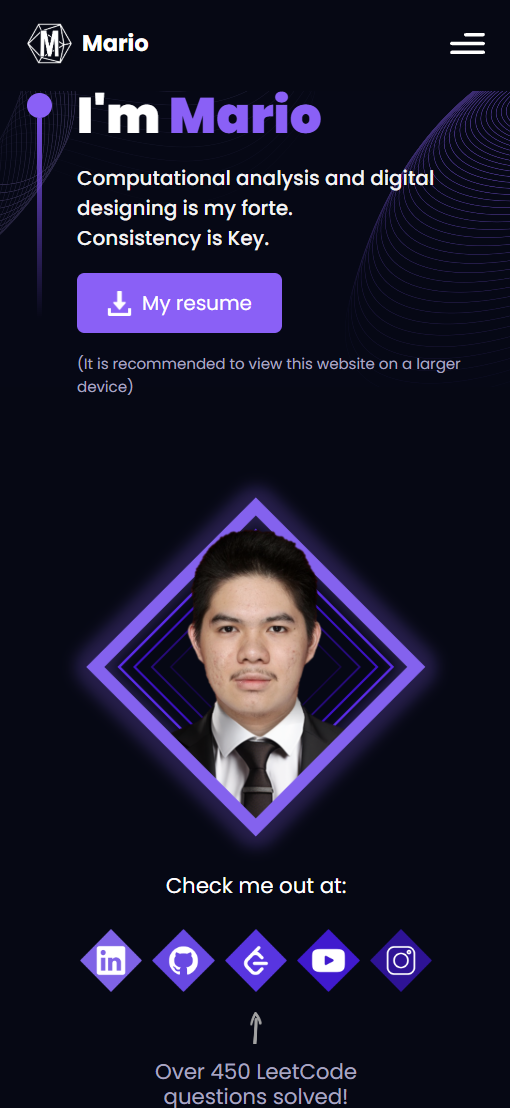 M
Mario
I'm Mario
Computational analysis and digital
designing is my forte.
Consistency is Key.
My resume
(It is recommended to view this website on a larger
device)
Check me out at:
in
Over 450 LeetCode
questions solved!